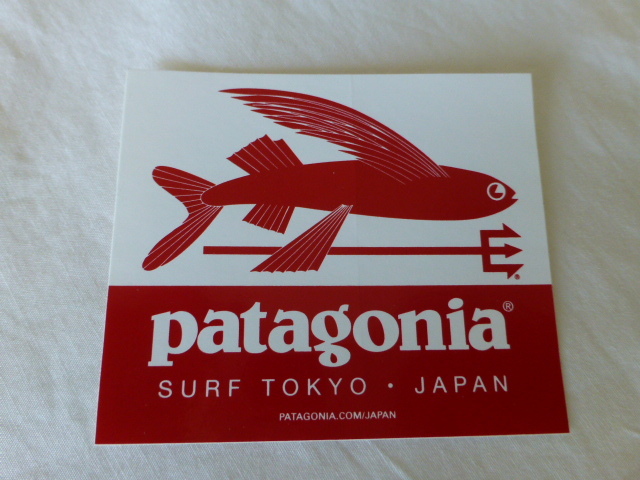 patagonia®
SURF TOKYO • JAPAN
PATAGONIA.COM/JAPAN